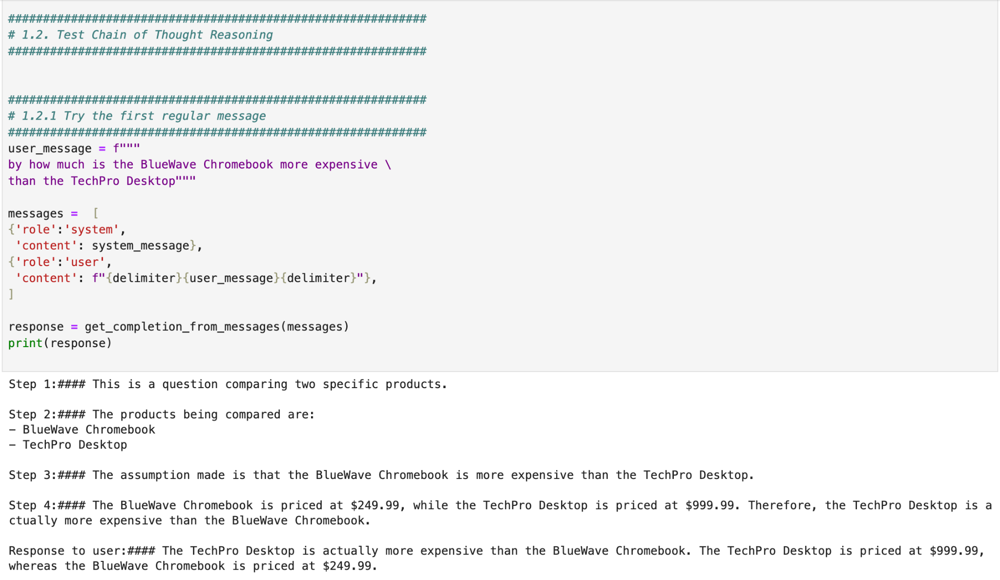 ############################################################
# 1.2. Test Chain of Thought Reasoning
############################################################
############################################################
# 1.2.1 Try the first regular message
############################################################
user_message = f"""
by how much is the BlueWave Chromebook more expensive \
than the TechPro Desktop"""
messages =  [
{'role':'system',
 'content': system_message},
{'role':'user',
 'content': f"{delimiter}{user_message}{delimiter}"},
]
response = get_completion_from_messages(messages)
print(response)
Step 1:#### This is a question comparing two specific products.
Step 2:#### The products being compared are:
- BlueWave Chromebook
- TechPro Desktop
Step 3:#### The assumption made is that the BlueWave Chromebook is more expensive than the TechPro Desktop.
Step 4:#### The BlueWave Chromebook is priced at $249.99, while the TechPro Desktop is priced at $999.99. Therefore, the TechPro Desktop is a
ctually more expensive than the BlueWave Chromebook.
Response to user:#### The TechPro Desktop is actually more expensive than the BlueWave Chromebook. The TechPro Desktop is priced at $999.99,
whereas the BlueWave Chromebook is priced at $249.99.